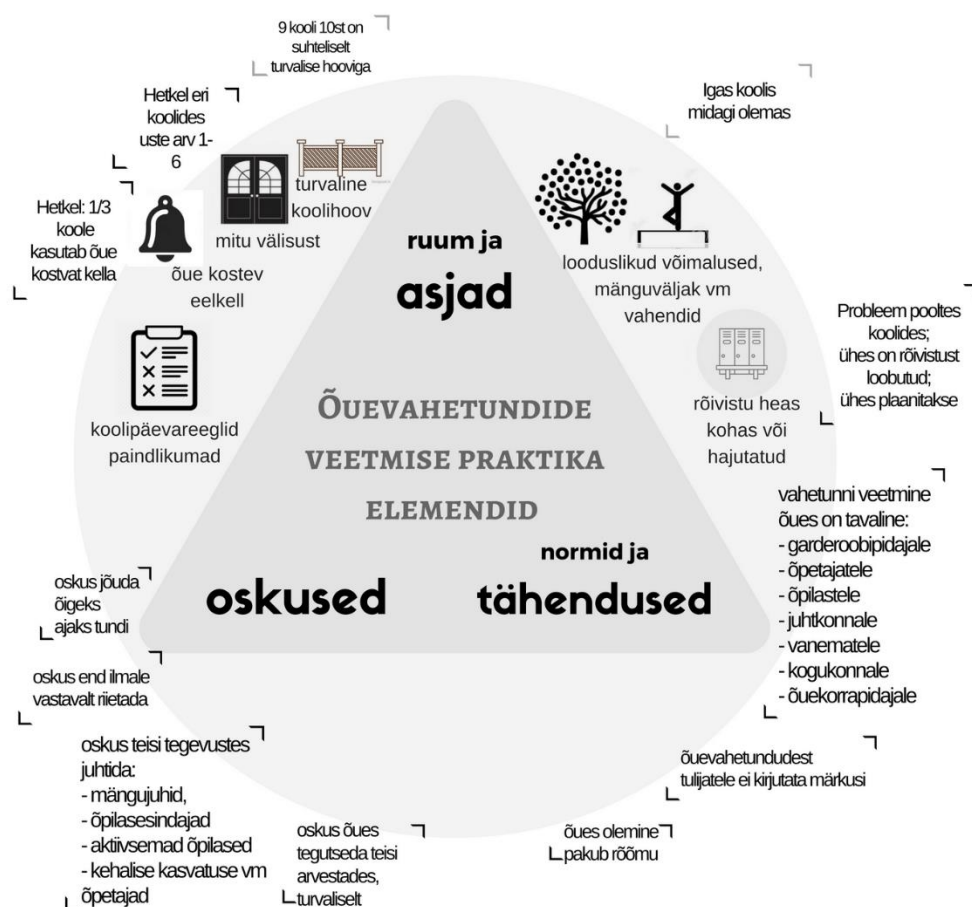 9 kooli 10st on
suhteliselt
turvalise hooviga
Hetkel eri
koolides
uste arv 1-
6
Igas koolis
midagi olemas
Hetkel: 1/3
koole
kasutab õue
kostvat kella
turvaline
koolihoov
mitu välisust
õue kostev
eelkell
ruum ja
asjad
looduslikud võimalused,
mänguväljak vm
vahendid
Probleem pooltes
koolides;
ühes on rõivistust
loobutud;
ühes plaanitakse
koolipäevareeglid
paindlikumad
rõivistu heas
kohas või
hajutatud
Õuevahetundide
veetmise praktika
elemendid
vahetunni veetmine
õues on tavaline:
- garderoobipidajale
- õpetajatele
- õpilastele
- juhtkonnale
- vanematele
- kogukonnale
- õuekorrapidajale
oskused
normid ja
tähendused
oskus jõuda
õigeks
ajaks tundi
oskus end ilmale
vastavalt riietada
oskus teisi tegevustes
juhtida:
- mängujuhid,
- õpilasesindajad
- aktiivsemad õpilased
- kehalise kasvatuse vm
õpetajad
oskus õues
tegutseda teisi
arvestades,
turvaliselt
õues olemine
pakub rõõmu
õuevahetundudest
tulijatele ei kirjutata märkusi